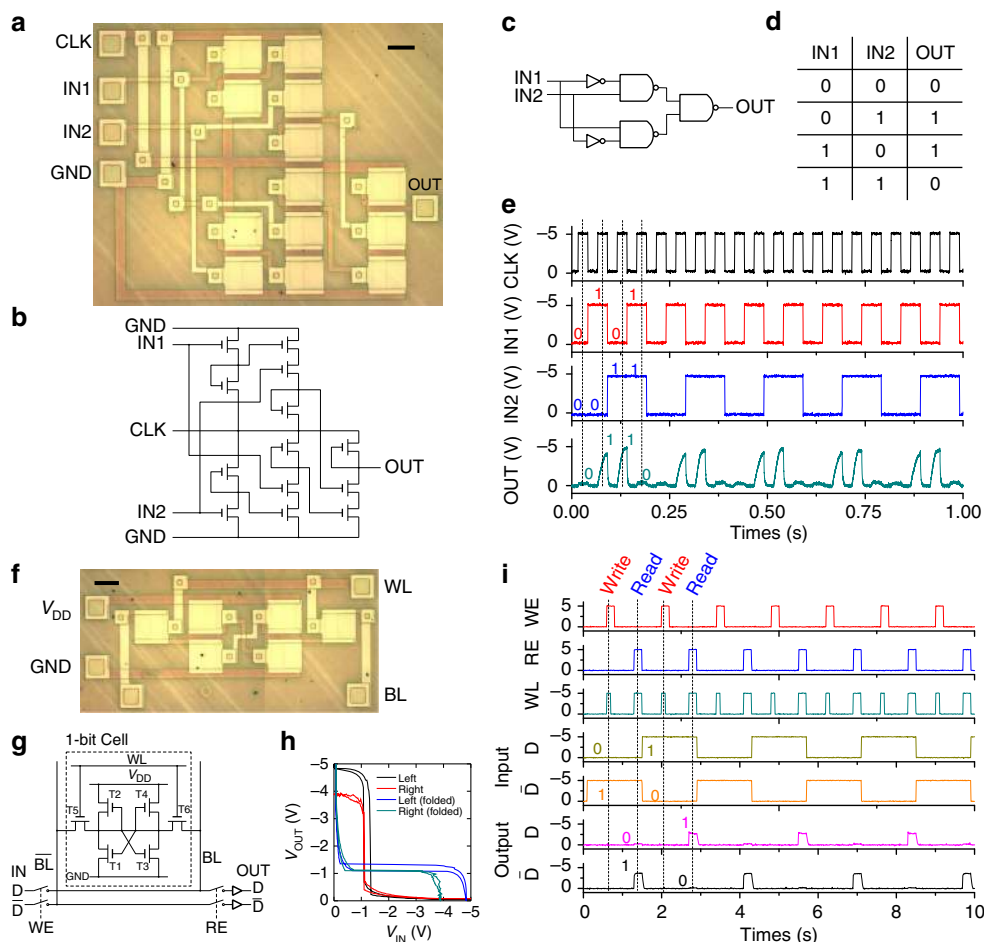 a
CLK
IN1
IN2
GND
OUT
b
GND
IN1
CLK
OUT
IN2
GND
c
IN1
IN2
OUT
d
IN1 IN2 OUT
0 0 0
0 1 1
1 0 1
1 1 0
e
CLK (V)
−5
0
IN1 (V)
−5
0
0 1 0 1
IN2 (V)
−5
0
0 0 1 1
OUT (V)
−5
0
0 1 1 0
0.00 0.25 0.50 0.75 1.00
Times (s)
f
WL
V_DD
GND
BL
g
1-bit Cell
WL
V_DD
T5 T2 T4 T6
T1 T3
GND
B̅L̅ BL
IN OUT
D D
D̅ D̅
WE RE
h
−5
−4
−3
−2
−1
0
V_OUT (V)
Left
Right
Left (folded)
Right (folded)
0 −1 −2 −3 −4 −5
V_IN (V)
i
Write Read Write Read
WE
5
0
RE
5
0
WL
−5
0
Input
D
−5
0
0 1
D̅
−5
0
1 0
Output
D
−5
0
0 1
D̅
−5
0
1 0
0 2 4 6 8 10
Times (s)